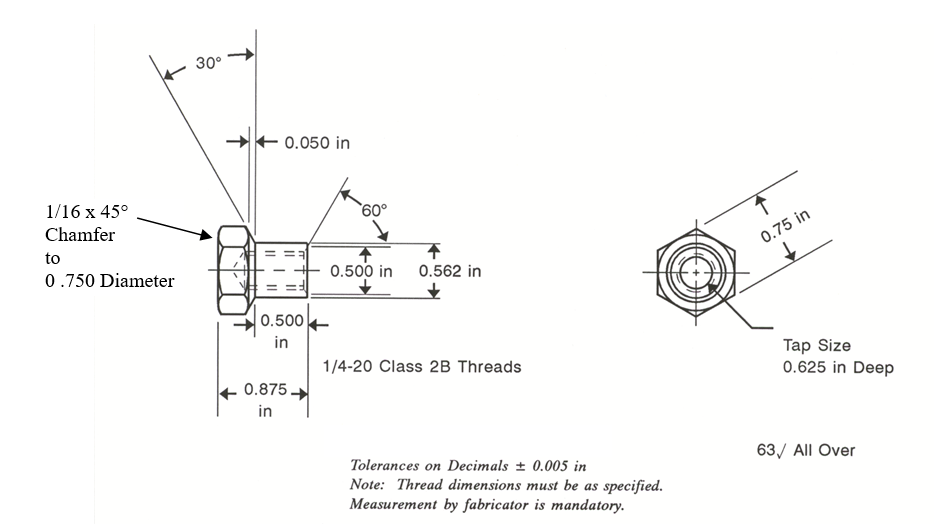 30°
0.050 in
1/16 x 45°
Chamfer
to
0 .750 Diameter
60°
0.500 in
0.562 in
0.500
in
0.875
in
1/4-20 Class 2B Threads
0.75 in
Tap Size
0.625 in Deep
63√ All Over
Tolerances on Decimals ± 0.005 in
Note: Thread dimensions must be as specified.
Measurement by fabricator is mandatory.